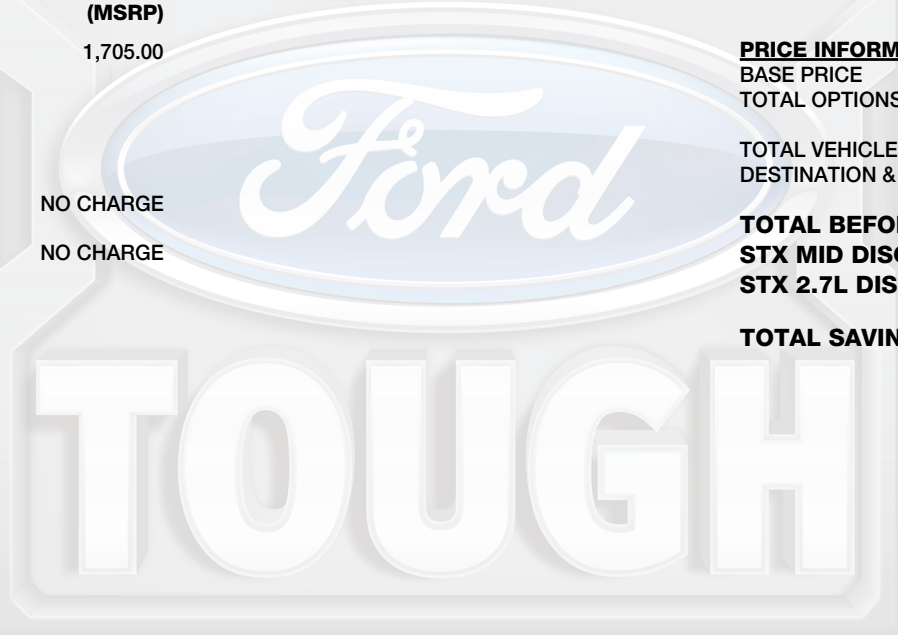 (MSRP)
1,705.00
NO CHARGE
NO CHARGE
PRICE INFORM
BASE PRICE
TOTAL OPTIONS
TOTAL VEHICLE
DESTINATION &
TOTAL BEFO
STX MID DISC
STX 2.7L DIS
TOTAL SAVIN
Ford
TOUGH